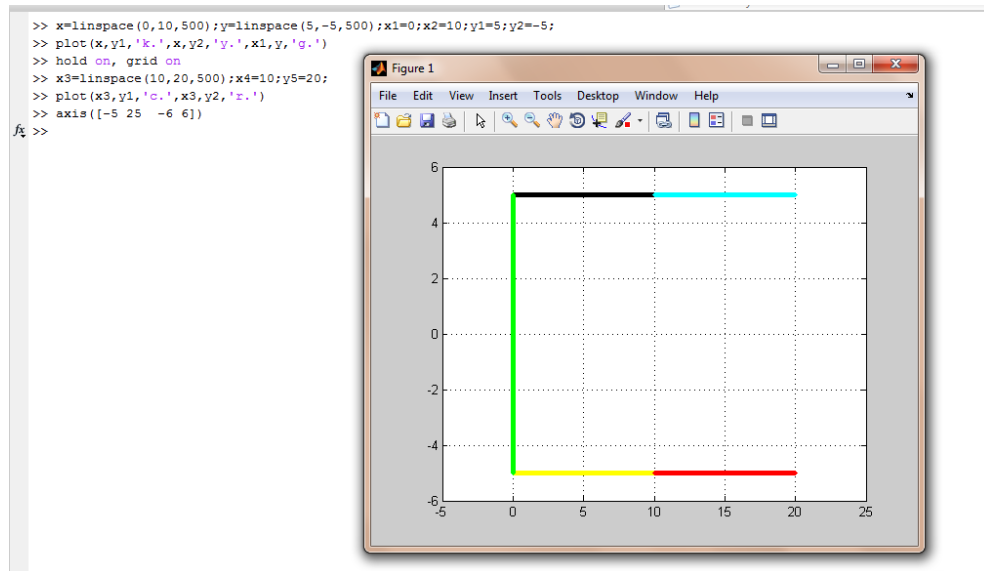 >> x=linspace(0,10,500);y=linspace(5,-5,500);x1=0;x2=10;y1=5;y2=-5;
>> plot(x,y1,'k.',x,y2,'y.',x1,y,'g.')
>> hold on, grid on
>> x3=linspace(10,20,500);x4=10;y5=20;
>> plot(x3,y1,'c.',x3,y2,'r.')
>> axis([-5 25  -6 6])
fx >>
Figure 1
File Edit View Insert Tools Desktop Window Help
6
4
2
0
-2
-4
-6
-5 0 5 10 15 20 25